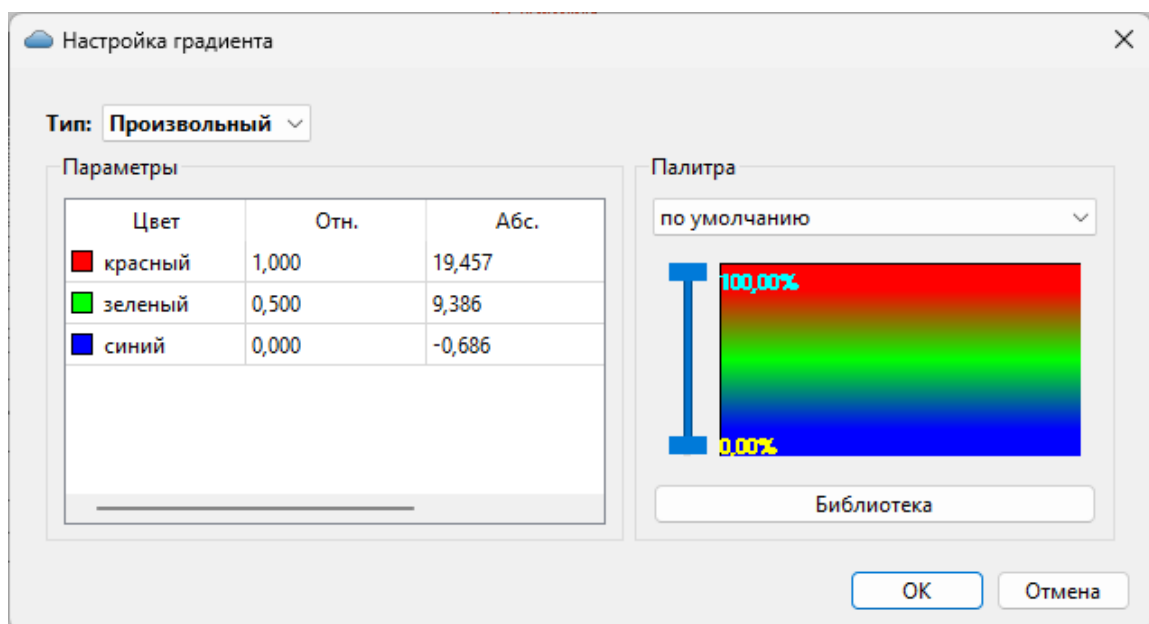 Настройка градиента
Тип: Произвольный
Параметры
Цвет Отн. Абс.
красный 1,000 19,457
зеленый 0,500 9,386
синий 0,000 -0,686
Палитра
по умолчанию
100,00%
0,00%
Библиотека
ОК Отмена